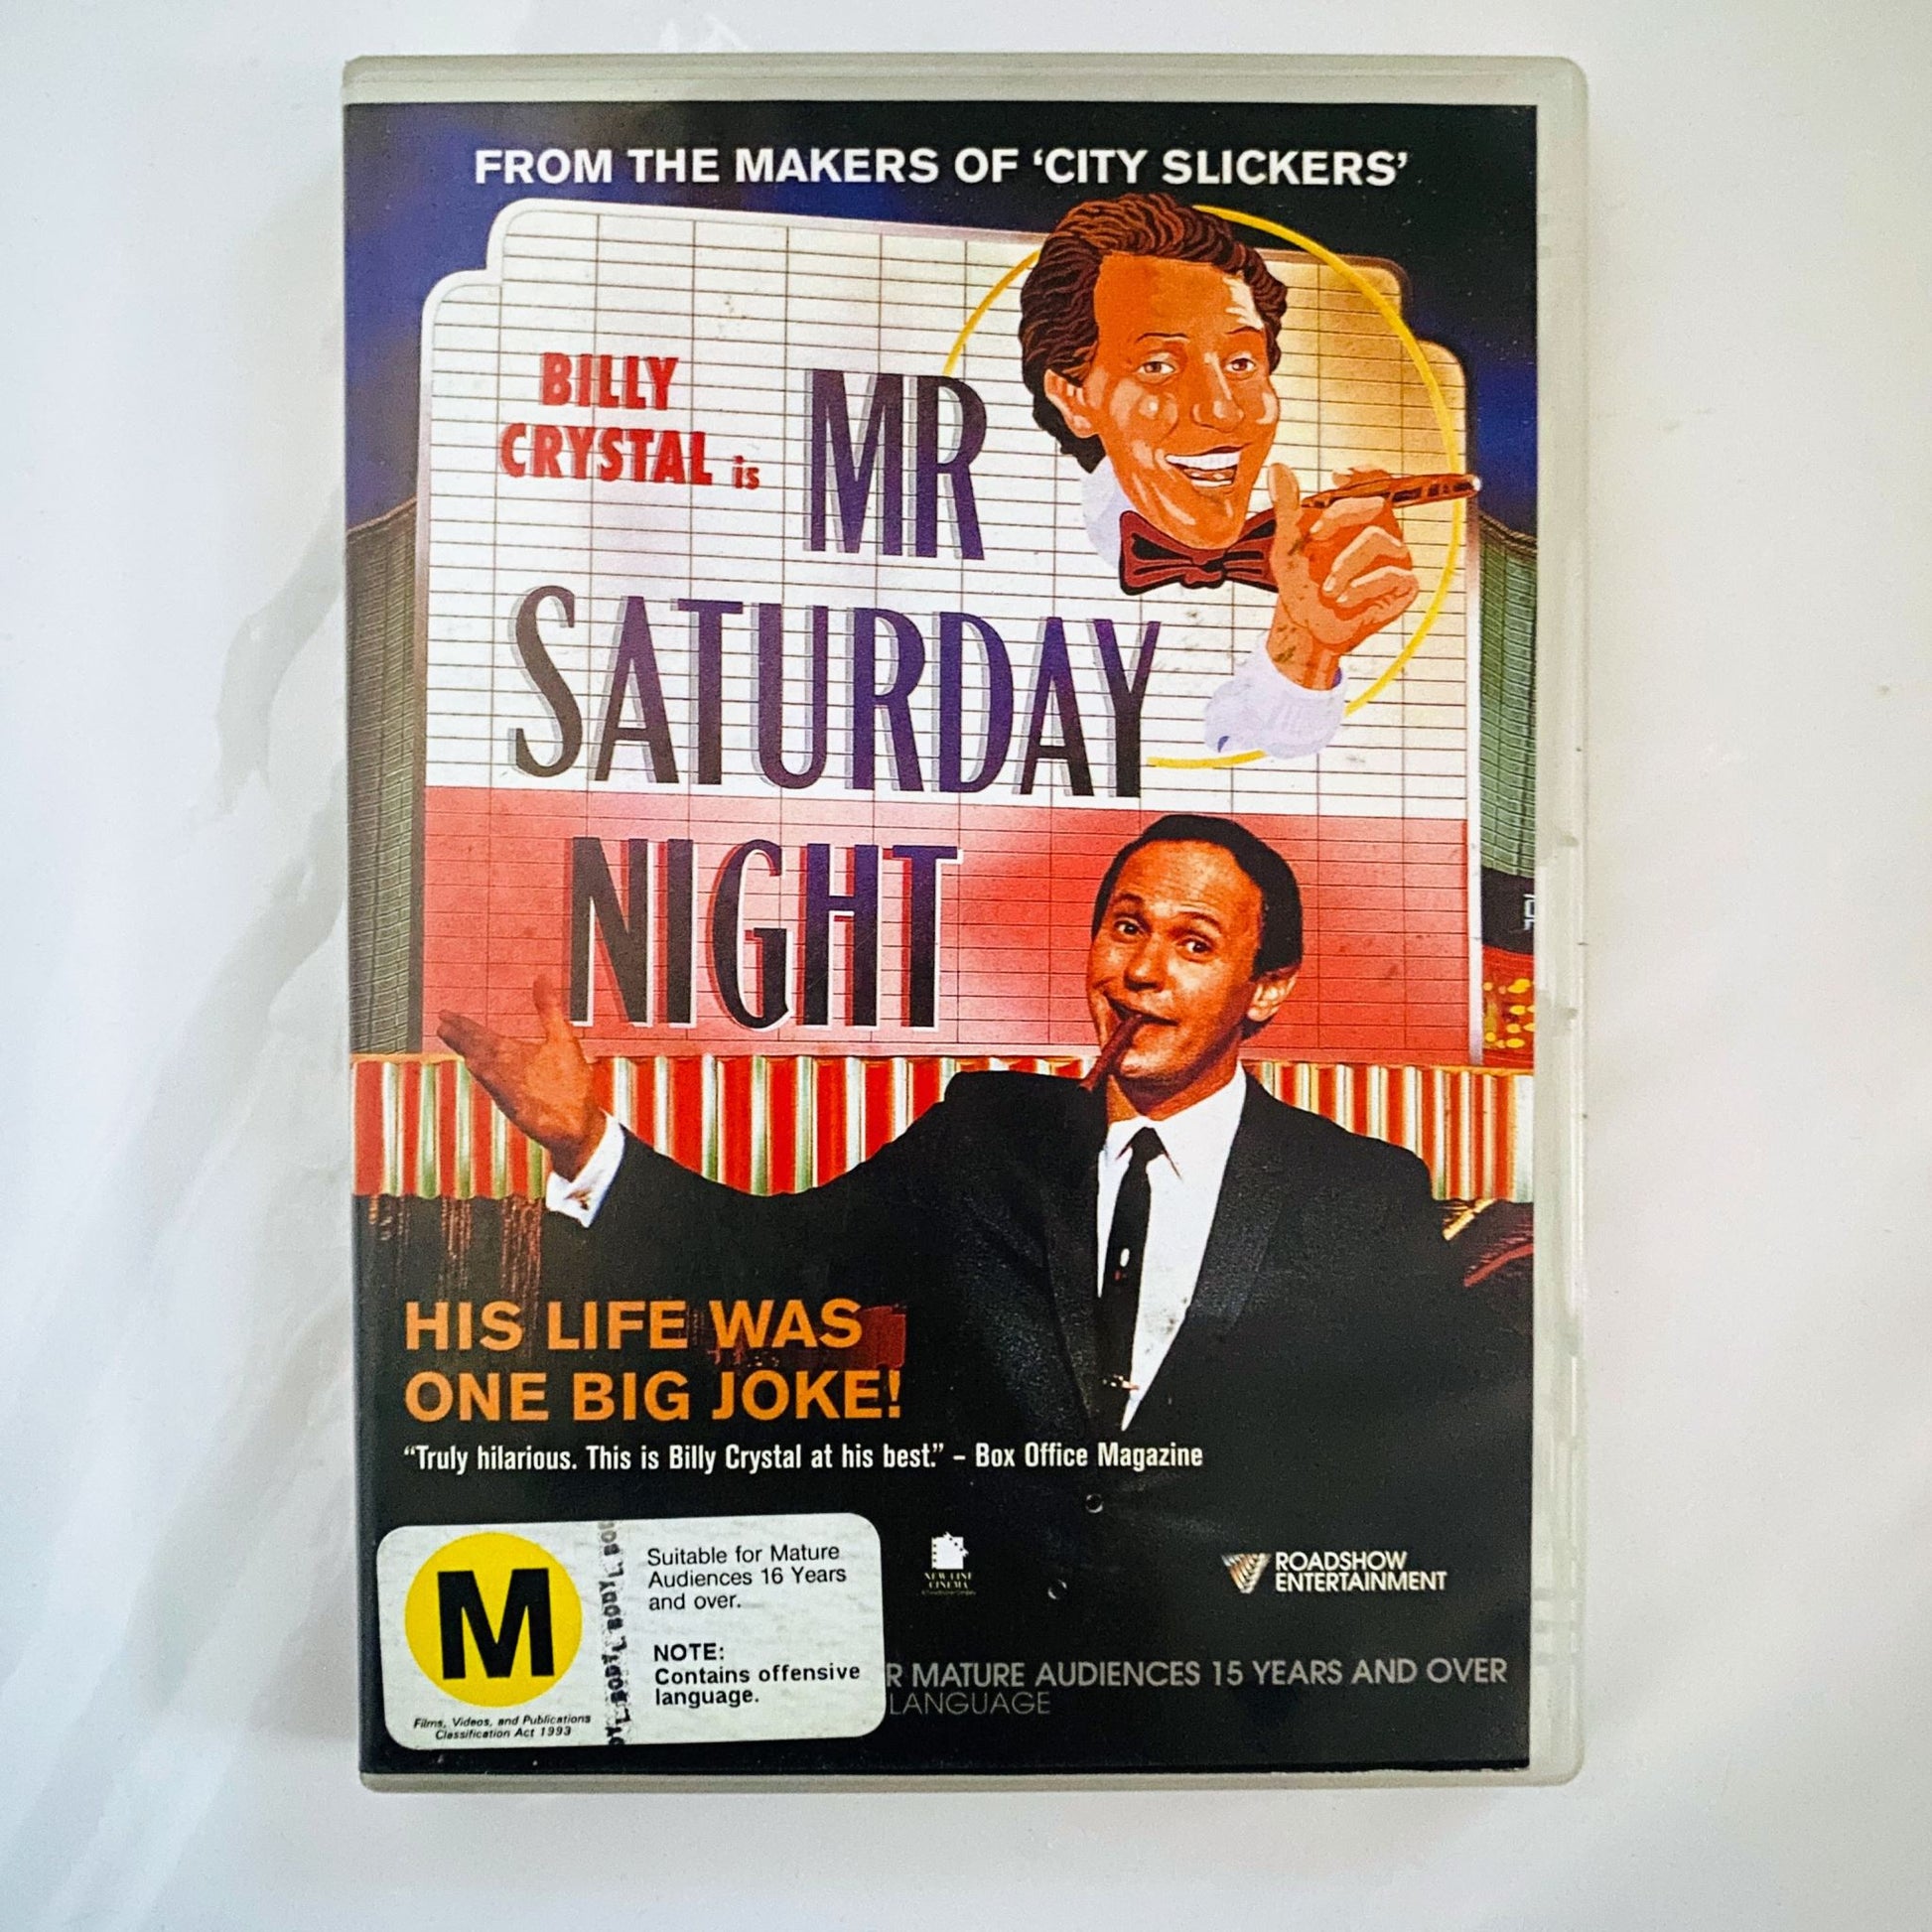 FROM THE MAKERS OF ‘CITY SLICKERS’
BILLY
CRYSTAL is
MR
SATURDAY
NIGHT
HIS LIFE WAS
ONE BIG JOKE!
“Truly hilarious. This is Billy Crystal at his best.” – Box Office Magazine
M
Films, Videos, and Publications
Classification Act 1993
Suitable for Mature
Audiences 16 Years
and over.
NOTE:
Contains offensive
language.
NEW LINE
CINEMA
ROADSHOW
ENTERTAINMENT
R MATURE AUDIENCES 15 YEARS AND OVER
LANGUAGE